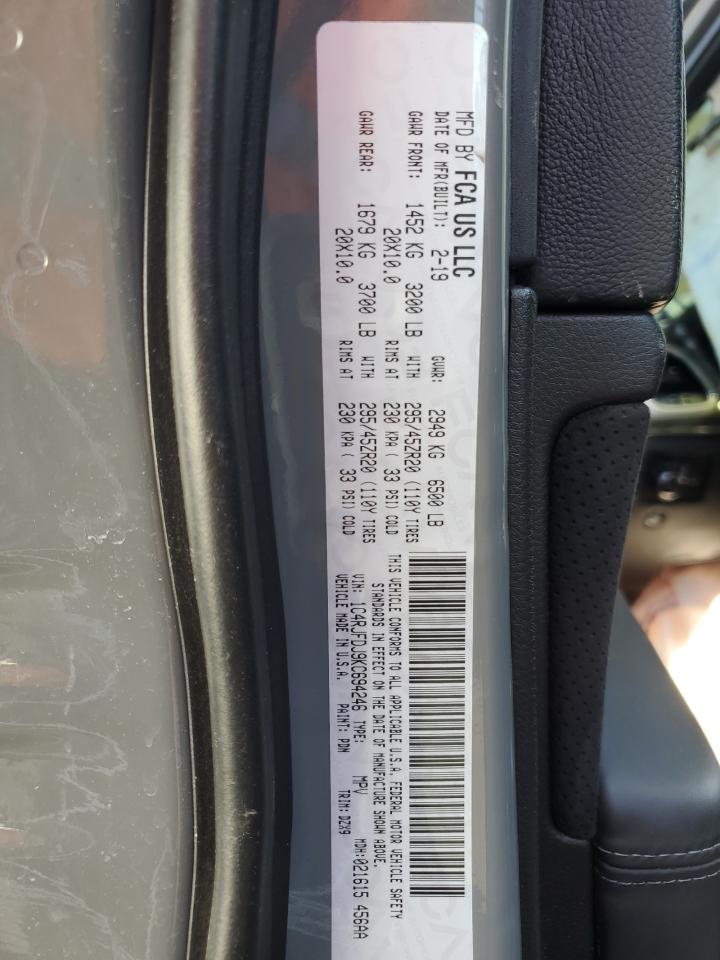 MFD BY FCA US LLC
DATE OF MFR(BUILT): 2-19 GVWR: 2949 KG 6500 LB
GAWR FRONT: 1452 KG 3200 LB WITH 295/45ZR20 (110Y TIRES
20X10.0 RIMS AT 230 KPA ( 33 PSI) COLD
GAWR REAR: 1679 KG 3700 LB WITH 295/45ZR20 (110Y TIRES
20X10.0 RIMS AT 230 KPA ( 33 PSI) COLD
THIS VEHICLE CONFORMS TO ALL APPLICABLE U.S.A. FEDERAL MOTOR VEHICLE SAFETY
STANDARDS IN EFFECT ON THE DATE OF MANUFACTURE SHOWN ABOVE.
VIN: 1C4RJFDJ9KC694246 TYPE: MPV MDH:021615 456AA
VEHICLE MADE IN U.S.A. PAINT: PDN TRIM: DZX9